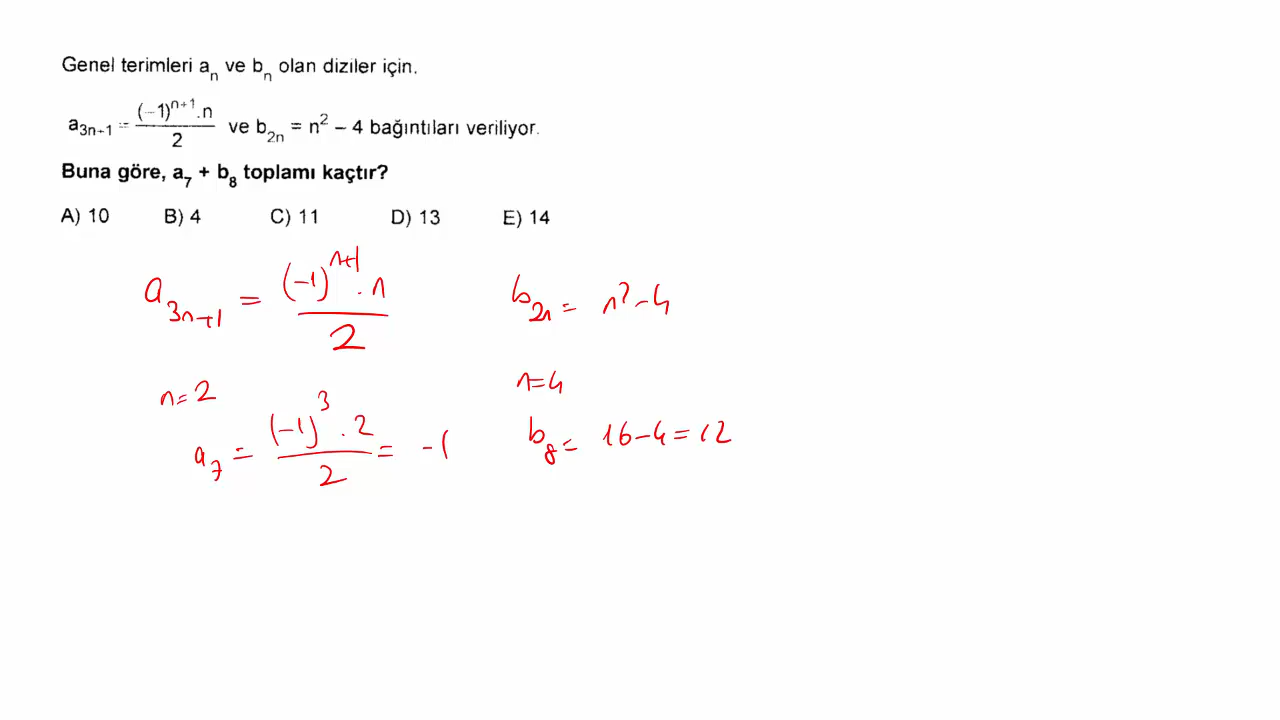 Genel terimleri aₙ ve bₙ olan diziler için.
a₃ₙ₊₁ = (−1)ⁿ⁺¹.n / 2 ve b₂ₙ = n² − 4 bağıntıları veriliyor.
Buna göre, a₇ + b₈ toplamı kaçtır?
A) 10 B) 4 C) 11 D) 13 E) 14
a₃ₙ₊₁ = (−1)ⁿ⁺¹ . n / 2 b₂ₙ = n² − 4
n = 2 n = 4
a₇ = (−1)³ . 2 / 2 = −1 b₈ = 16 − 4 = 12